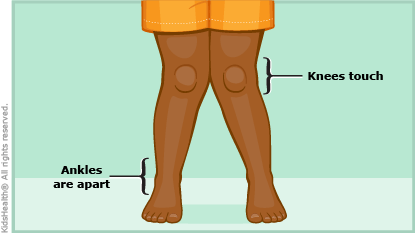 Knees touch
Ankles
are apart
KidsHealth® All rights reserved.